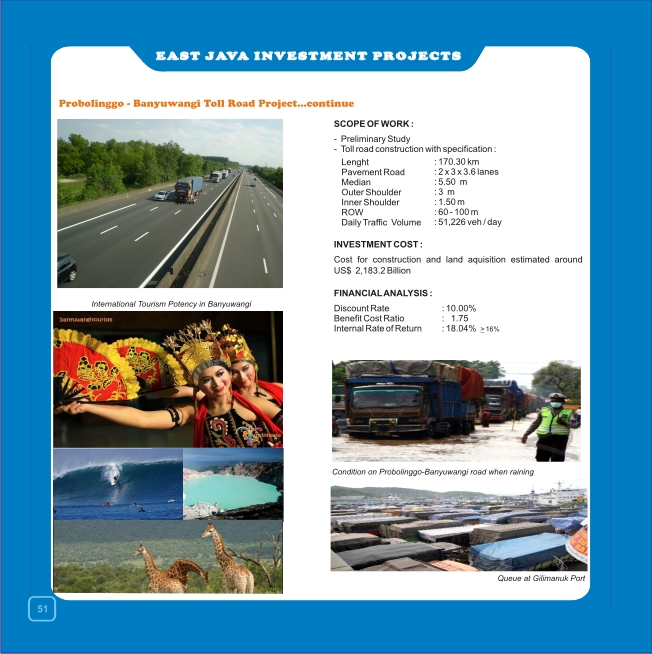 EAST JAVA INVESTMENT PROJECTS
Probolinggo - Banyuwangi Toll Road Project...continue
International Tourism Potency in Banyuwangi
banyuwangitourism
SCOPE OF WORK :
- Preliminary Study
- Toll road construction with specification :
Lenght : 170.30 km
Pavement Road : 2 x 3 x 3.6 lanes
Median : 5.50 m
Outer Shoulder : 3 m
Inner Shoulder : 1.50 m
ROW : 60 - 100 m
Daily Traffic Volume : 51,226 veh / day
INVESTMENT COST :
Cost for construction and land aquisition estimated around
US$ 2,183.2 Billion
FINANCIAL ANALYSIS :
Discount Rate : 10.00%
Benefit Cost Ratio : 1.75
Internal Rate of Return : 18.04% ≥ 16%
Condition on Probolinggo-Banyuwangi road when raining
Queue at Gilimanuk Port
51